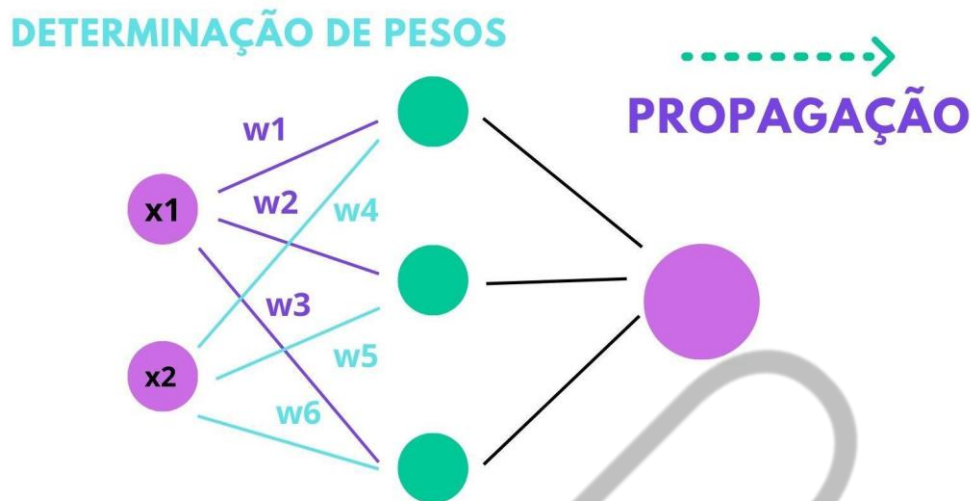 DETERMINAÇÃO DE PESOS
PROPAGAÇÃO
w1
w2
w4
x1
w3
w5
x2
w6